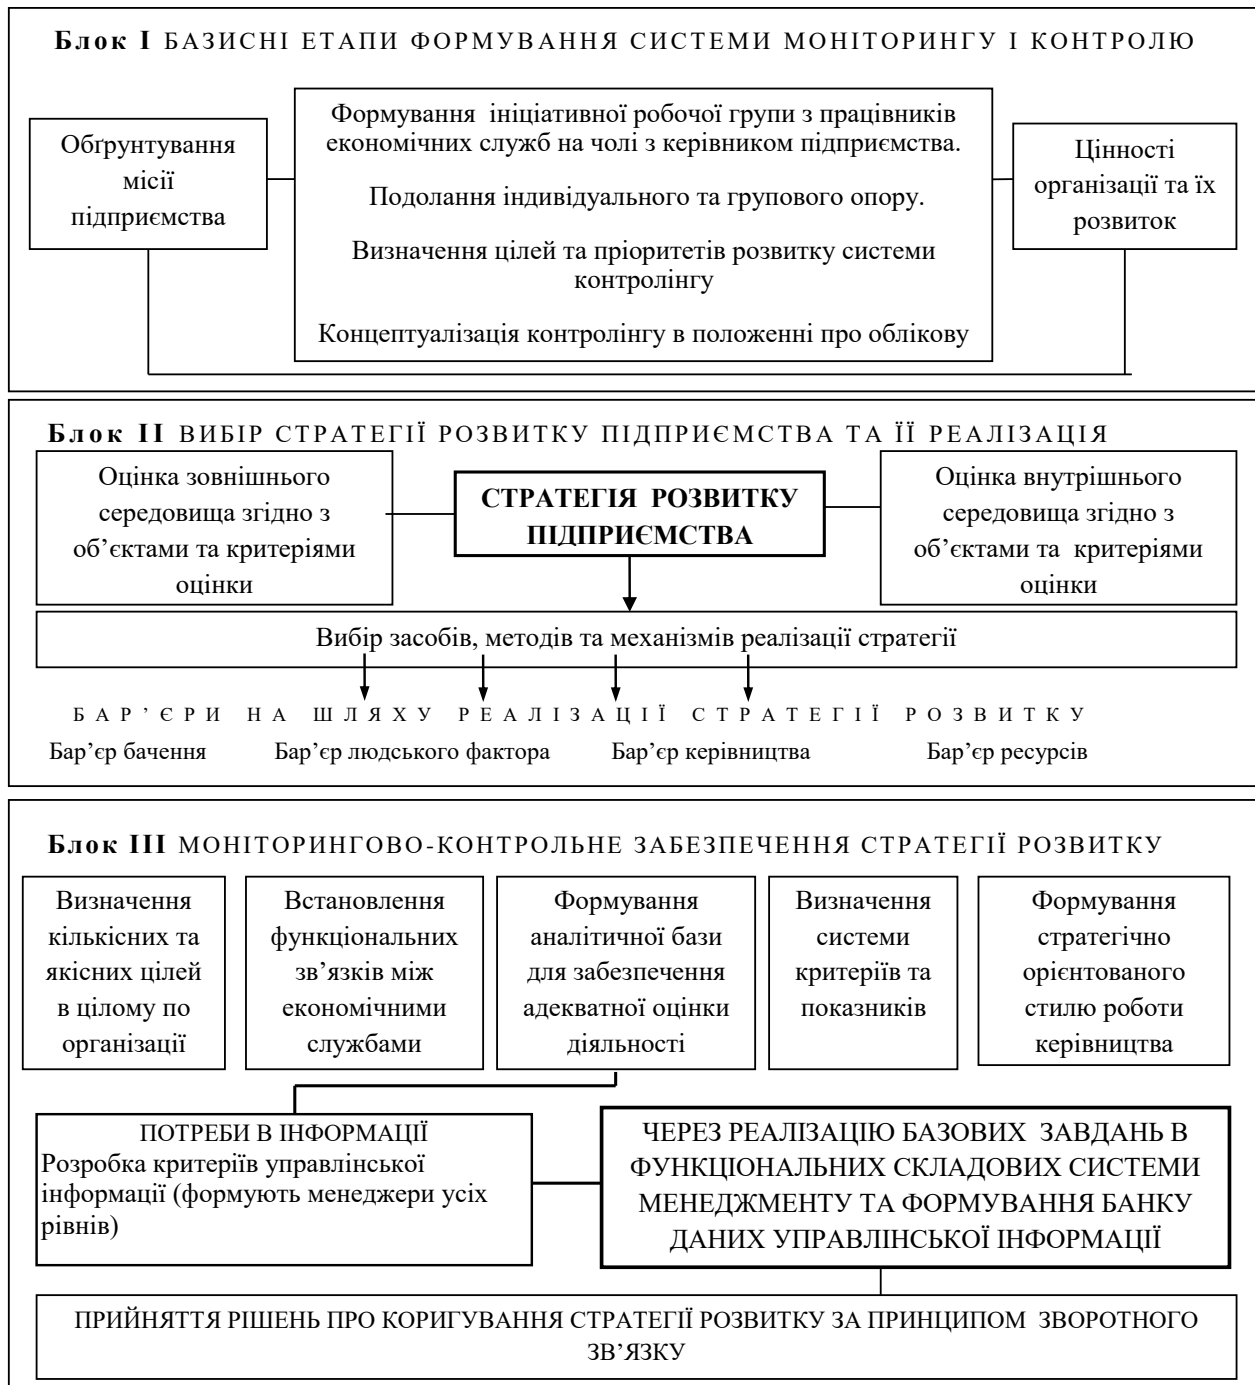 Блок I БАЗИСНІ ЕТАПИ ФОРМУВАННЯ СИСТЕМИ МОНІТОРИНГУ І КОНТРОЛЮ
Обґрунтування
місії
підприємства
Формування ініціативної робочої групи з працівників
економічних служб на чолі з керівником підприємства.
Подолання індивідуального та групового опору.
Визначення цілей та пріоритетів розвитку системи
контролінгу
Концептуалізація контролінгу в положенні про облікову
Цінності
організації та їх
розвиток
Блок II ВИБІР СТРАТЕГІЇ РОЗВИТКУ ПІДПРИЄМСТВА ТА ЇЇ РЕАЛІЗАЦІЯ
Оцінка зовнішнього
середовища згідно з
об’єктами та критеріями
оцінки
СТРАТЕГІЯ РОЗВИТКУ
ПІДПРИЄМСТВА
Оцінка внутрішнього
середовища згідно з
об’єктами та критеріями
оцінки
Вибір засобів, методів та механізмів реалізації стратегії
БАР’ЄРИ НА ШЛЯХУ РЕАЛІЗАЦІЇ СТРАТЕГІЇ РОЗВИТКУ
Бар’єр бачення Бар’єр людського фактора Бар’єр керівництва Бар’єр ресурсів
Блок III МОНІТОРИНГОВО-КОНТРОЛЬНЕ ЗАБЕЗПЕЧЕННЯ СТРАТЕГІЇ РОЗВИТКУ
Визначення
кількісних та
якісних цілей
в цілому по
організації
Встановлення
функціональних
зв’язків між
економічними
службами
Формування
аналітичної бази
для забезпечення
адекватної оцінки
діяльності
Визначення
системи
критеріїв та
показників
Формування
стратегічно
орієнтованого
стилю роботи
керівництва
ПОТРЕБИ В ІНФОРМАЦІЇ
Розробка критеріїв управлінської
інформації (формують менеджери усіх
рівнів)
ЧЕРЕЗ РЕАЛІЗАЦІЮ БАЗОВИХ ЗАВДАНЬ В
ФУНКЦІОНАЛЬНИХ СКЛАДОВИХ СИСТЕМИ
МЕНЕДЖМЕНТУ ТА ФОРМУВАННЯ БАНКУ
ДАНИХ УПРАВЛІНСЬКОЇ ІНФОРМАЦІЇ
ПРИЙНЯТТЯ РІШЕНЬ ПРО КОРИГУВАННЯ СТРАТЕГІЇ РОЗВИТКУ ЗА ПРИНЦИПОМ ЗВОРОТНОГО
ЗВ’ЯЗКУ